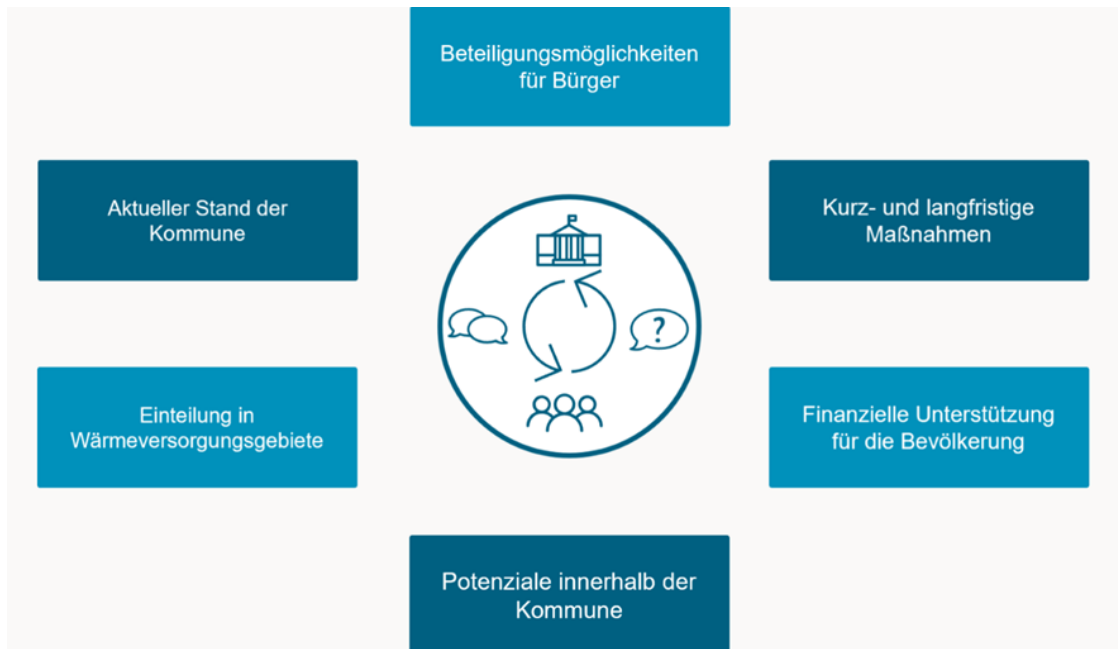 Beteiligungsmöglichkeiten
für Bürger
Aktueller Stand der
Kommune
Kurz- und langfristige
Maßnahmen
?
Einteilung in
Wärmeversorgungsgebiete
Finanzielle Unterstützung
für die Bevölkerung
Potenziale innerhalb der
Kommune